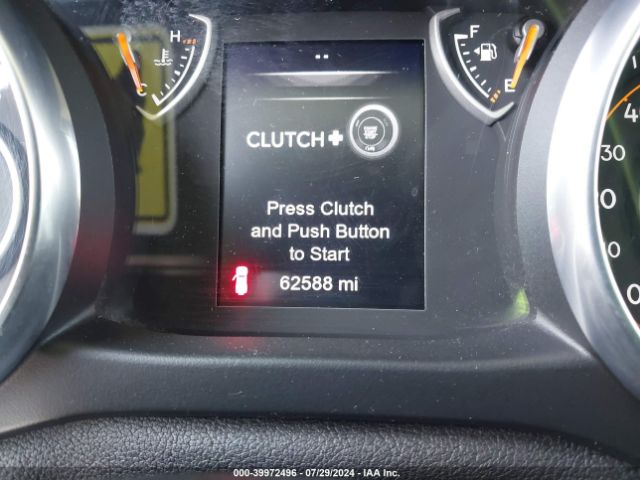 H
C
F
E
CLUTCH+
Press Clutch
and Push Button
to Start
62588 mi
30
000-39972496 - 07/29/2024 - IAA Inc.